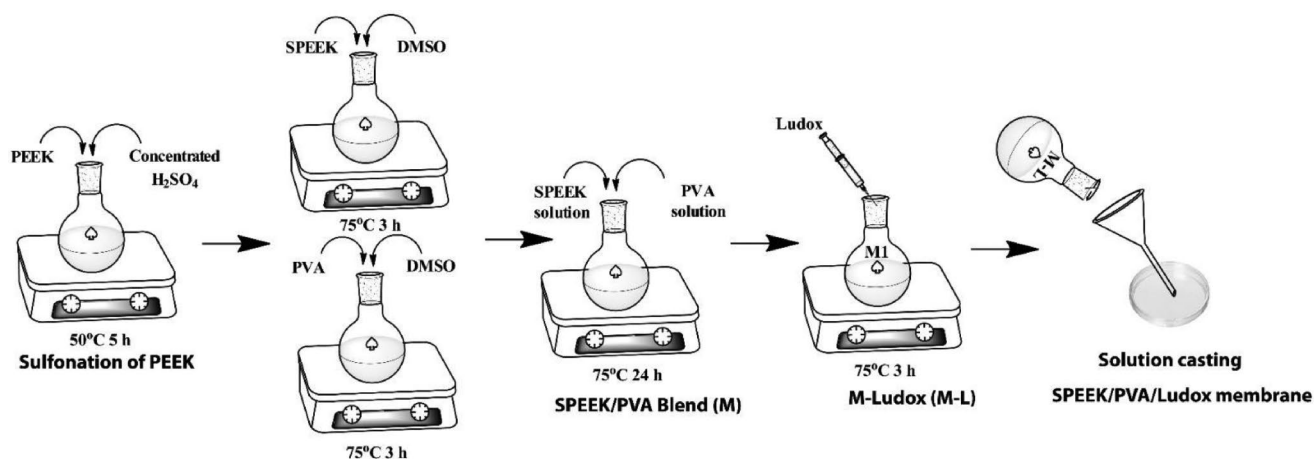 PEEK
Concentrated
H₂SO₄
50°C 5 h
Sulfonation of PEEK
SPEEK
DMSO
75°C 3 h
PVA
DMSO
75°C 3 h
SPEEK
solution
PVA
solution
75°C 24 h
SPEEK/PVA Blend (M)
Ludox
M1
75°C 3 h
M-Ludox (M-L)
M-L
Solution casting
SPEEK/PVA/Ludox membrane